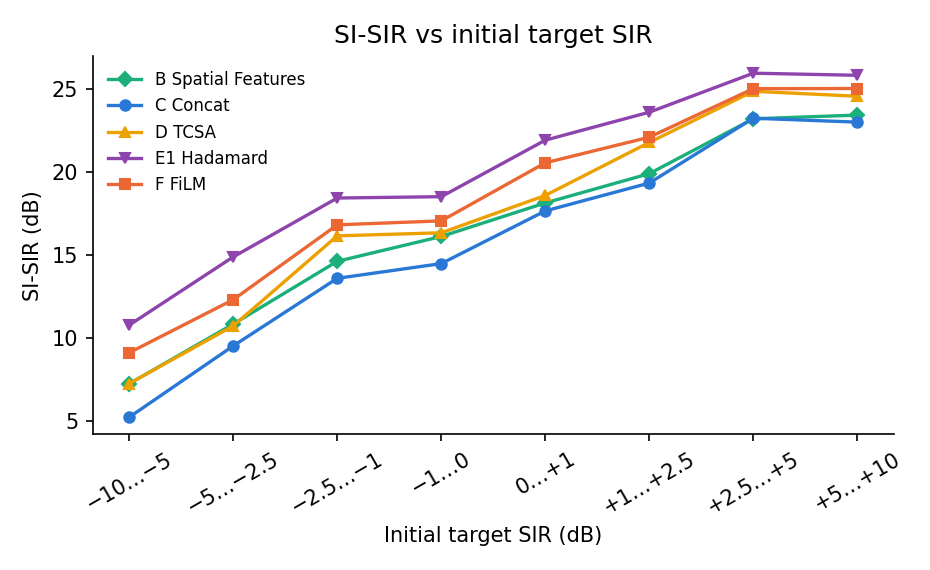 SI-SIR vs initial target SIR
B Spatial Features
C Concat
D TCSA
E1 Hadamard
F FiLM
SI-SIR (dB)
25
20
15
10
5
−10…−5
−5…−2.5
−2.5…−1
−1…0
0…+1
+1…+2.5
+2.5…+5
+5…+10
Initial target SIR (dB)